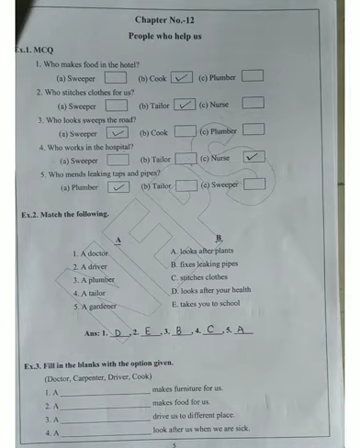 Chapter No.-12
People who help us
Ex.1. MCQ
1. Who makes food in the hotel?
(a) Sweeper (b) Cook ✓ (c) Plumber
2. Who stitches clothes for us?
(a) Sweeper (b) Tailor ✓ (c) Nurse
3. Who looks sweeps the road?
(a) Sweeper ✓ (b) Cook (c) Plumber
4. Who works in the hospital?
(a) Sweeper (b) Tailor (c) Nurse ✓
5. Who mends leaking taps and pipes?
(a) Plumber ✓ (b) Tailor (c) Sweeper
Ex.2. Match the following.
A B
1. A doctor A. looks after plants
2. A driver B. fixes leaking pipes
3. A plumber C. stitches clothes
4. A tailor D. looks after your health
5. A gardener E. takes you to school
Ans: 1. D, 2. E, 3. B, 4. C, 5. A
Ex.3. Fill in the blanks with the option given.
(Doctor, Carpenter, Driver, Cook)
1. A ____________ makes furniture for us.
2. A ____________ makes food for us.
3. A ____________ drive us to different place.
4. A ____________ look after us when we are sick.
5